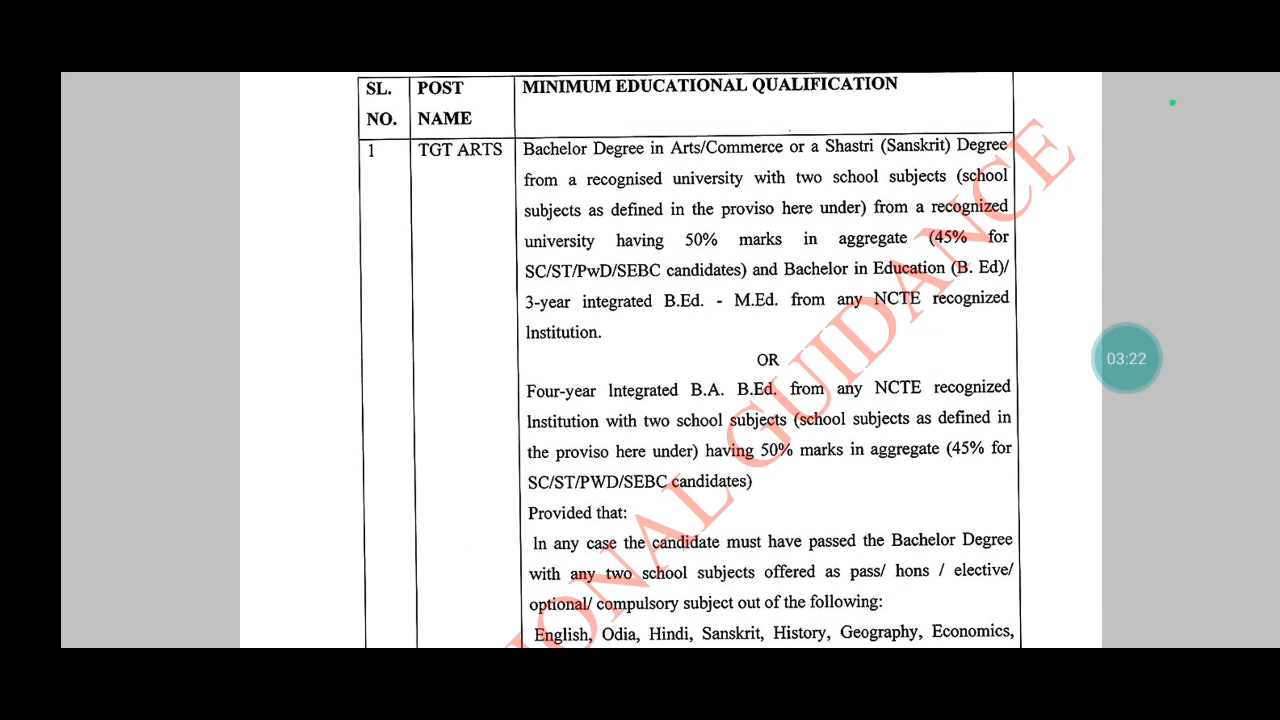 SL. NO.
POST NAME
MINIMUM EDUCATIONAL QUALIFICATION
1
TGT ARTS
Bachelor Degree in Arts/Commerce or a Shastri (Sanskrit) Degree
from a recognised university with two school subjects (school
subjects as defined in the proviso here under) from a recognized
university having 50% marks in aggregate (45% for
SC/ST/PwD/SEBC candidates) and Bachelor in Education (B. Ed)/
3-year integrated B.Ed. - M.Ed. from any NCTE recognized
Institution.
OR
Four-year Integrated B.A. B.Ed. from any NCTE recognized
Institution with two school subjects (school subjects as defined in
the proviso here under) having 50% marks in aggregate (45% for
SC/ST/PWD/SEBC candidates)
Provided that:
In any case the candidate must have passed the Bachelor Degree
with any two school subjects offered as pass/ hons / elective/
optional/ compulsory subject out of the following:
English, Odia, Hindi, Sanskrit, History, Geography, Economics,
IONAL GUIDANCE
03:22